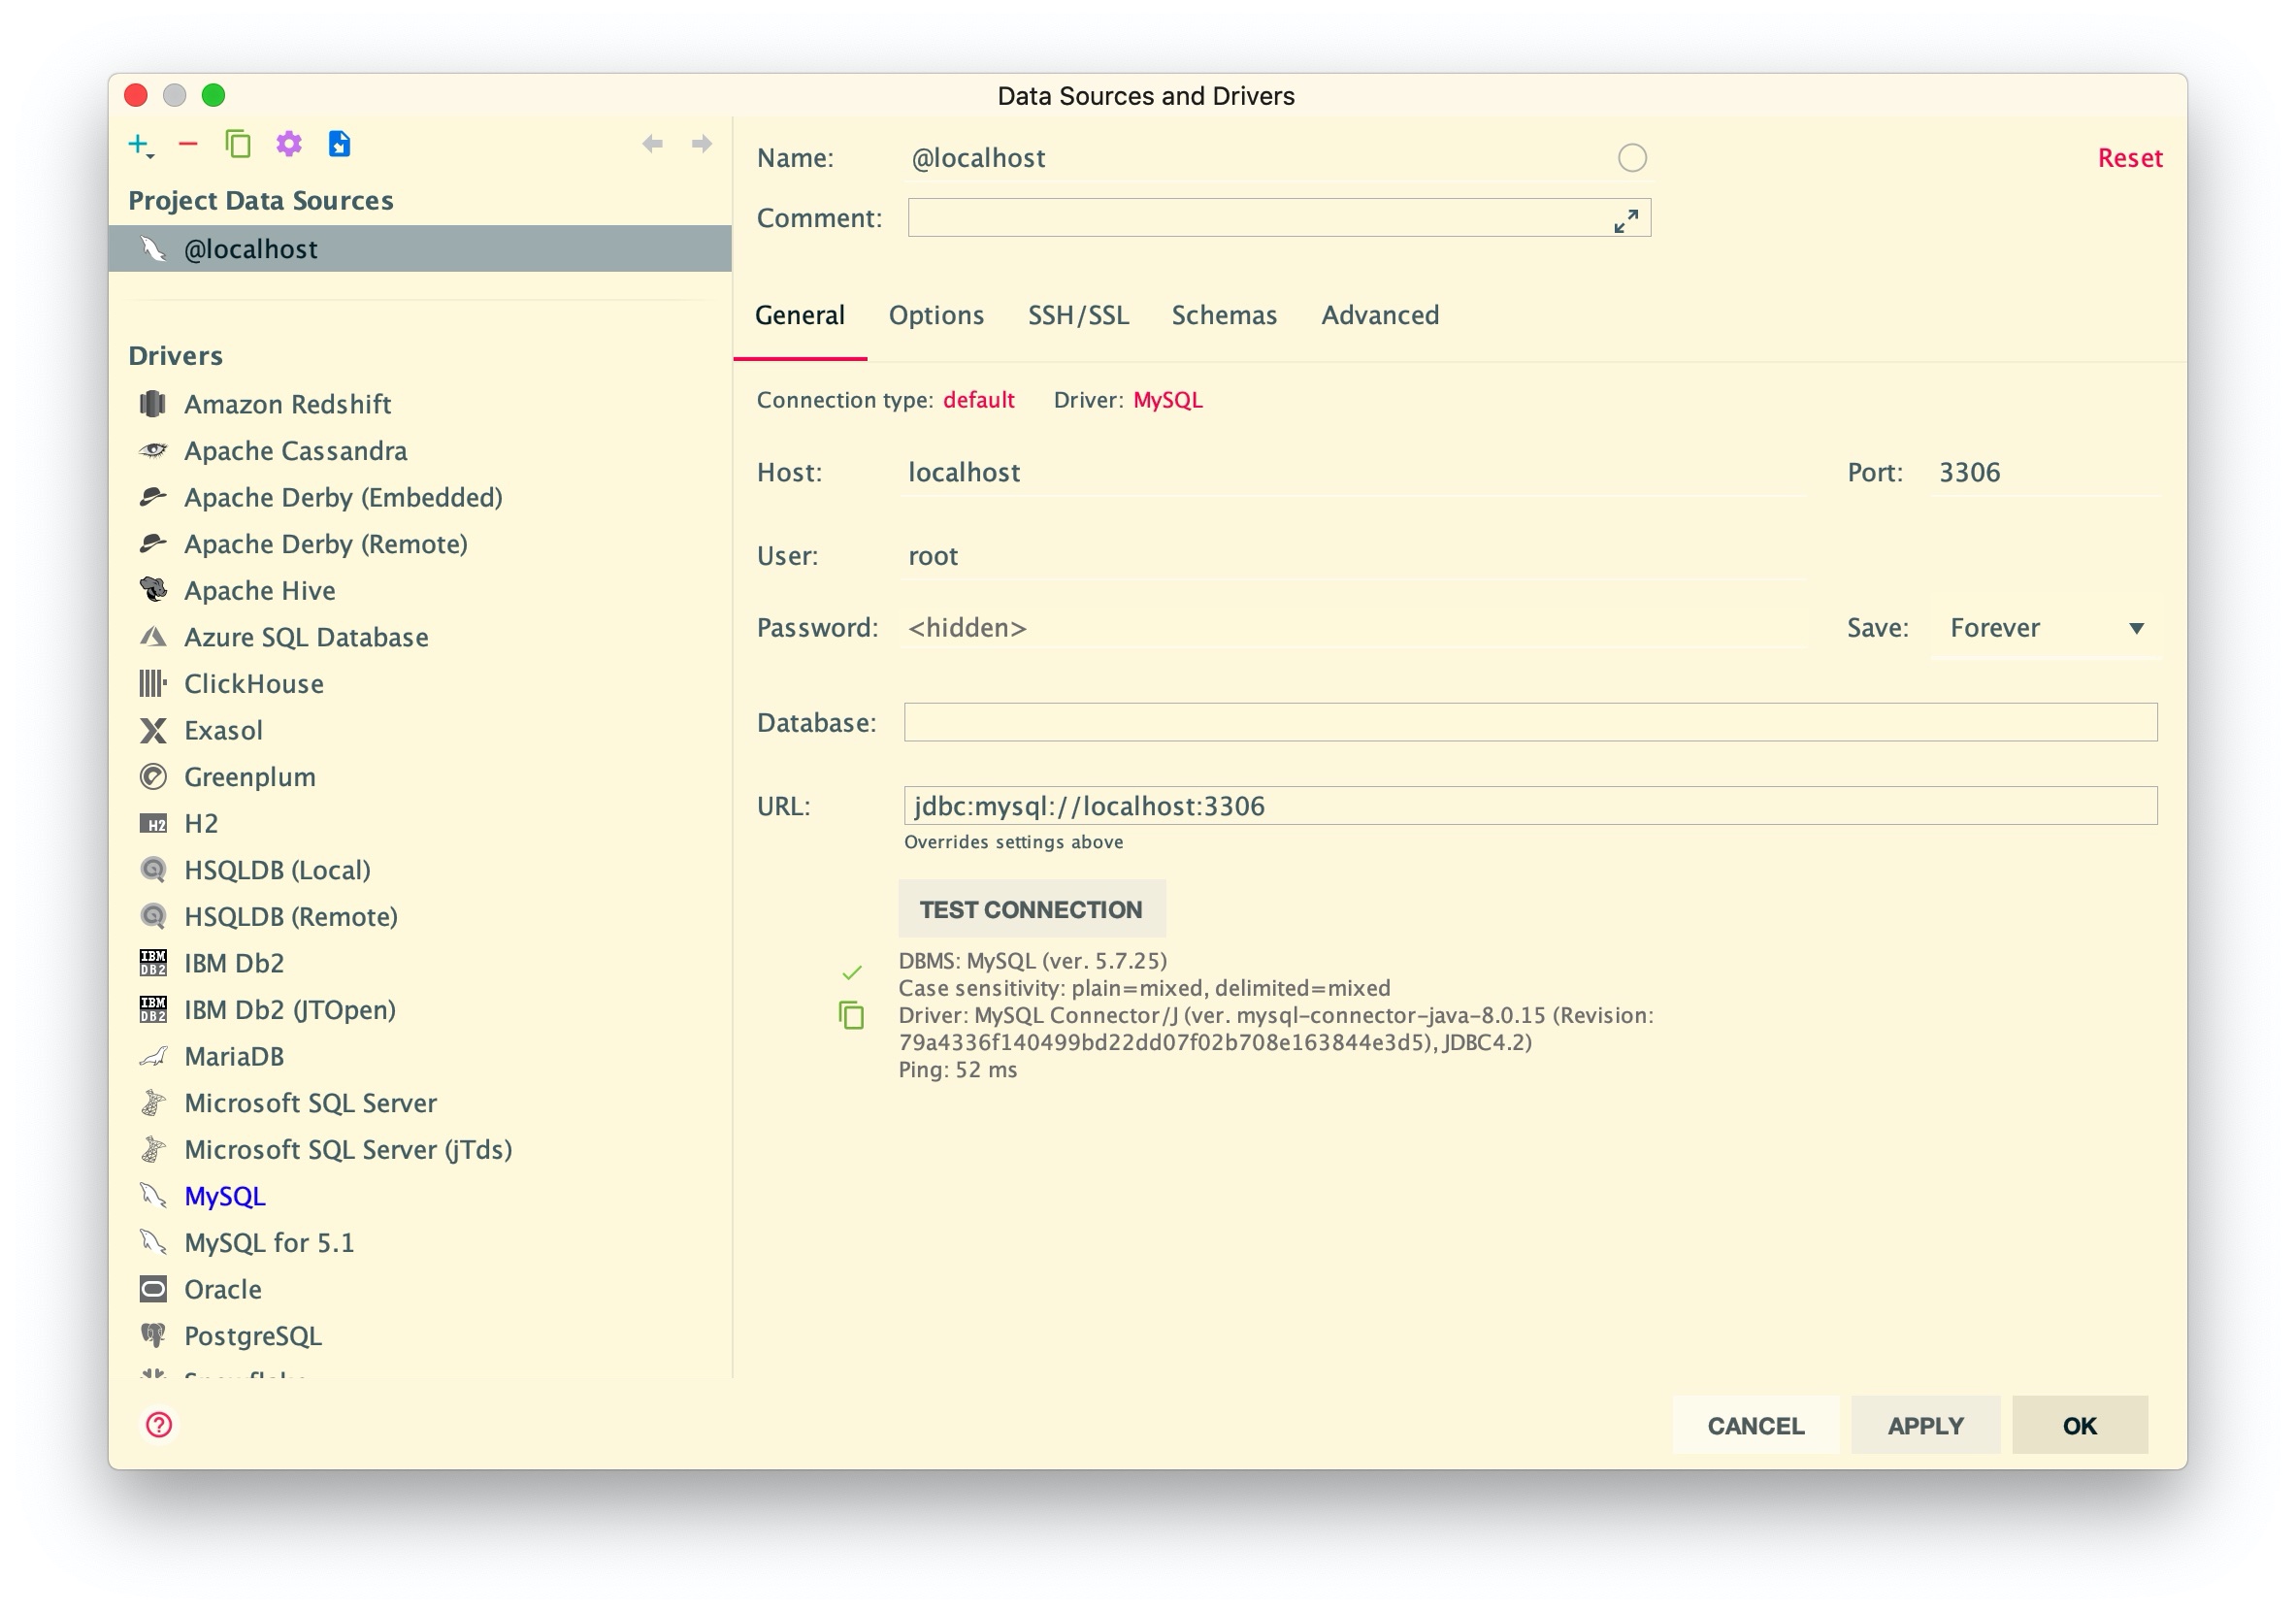 Data Sources and Drivers
Project Data Sources
@localhost
Drivers
Amazon Redshift
Apache Cassandra
Apache Derby (Embedded)
Apache Derby (Remote)
Apache Hive
Azure SQL Database
ClickHouse
Exasol
Greenplum
H2
H2
HSQLDB (Local)
HSQLDB (Remote)
IBM DB2
IBM Db2
IBM DB2
IBM Db2 (JTOpen)
MariaDB
Microsoft SQL Server
Microsoft SQL Server (jTds)
MySQL
MySQL for 5.1
Oracle
PostgreSQL
Name: @localhost
Reset
Comment:
General Options SSH/SSL Schemas Advanced
Connection type: default Driver: MySQL
Host: localhost Port: 3306
User: root
Password: <hidden> Save: Forever
Database:
URL: jdbc:mysql://localhost:3306
Overrides settings above
TEST CONNECTION
DBMS: MySQL (ver. 5.7.25)
Case sensitivity: plain=mixed, delimited=mixed
Driver: MySQL Connector/J (ver. mysql-connector-java-8.0.15 (Revision:
79a4336f140499bd22dd07f02b708e163844e3d5), JDBC4.2)
Ping: 52 ms
?
CANCEL APPLY OK